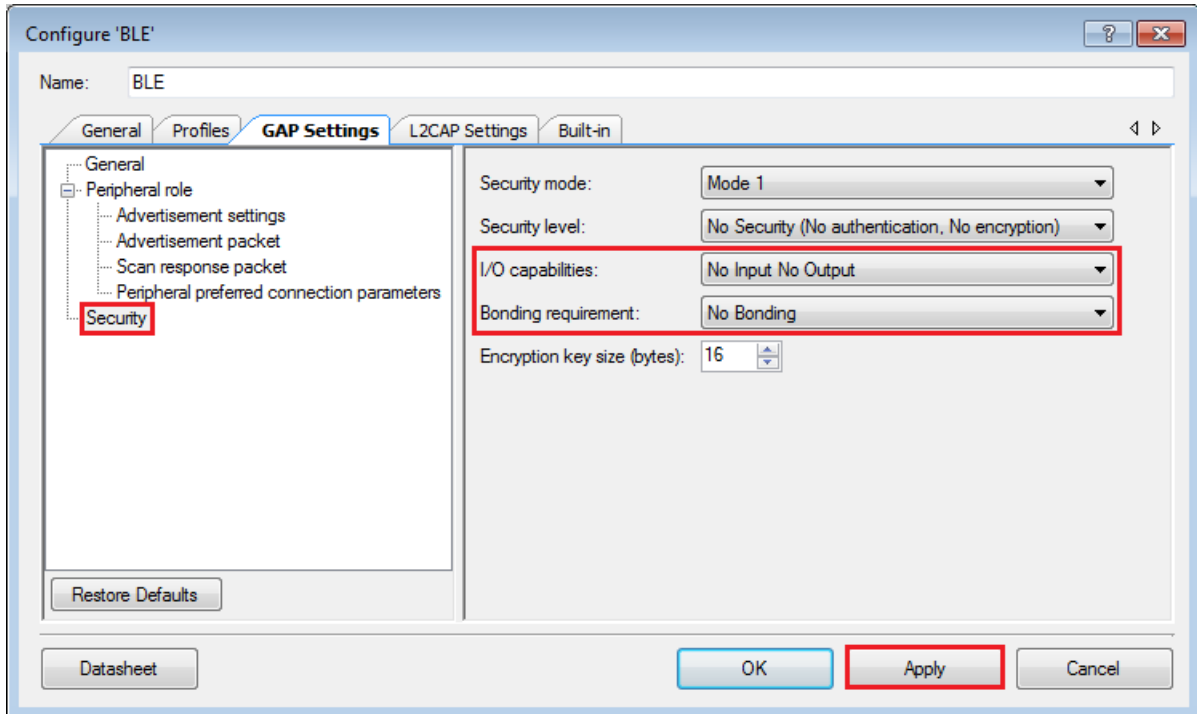 Configure 'BLE'
Name: BLE
General Profiles GAP Settings L2CAP Settings Built-in
General
Peripheral role
Advertisement settings
Advertisement packet
Scan response packet
Peripheral preferred connection parameters
Security
Security mode: Mode 1
Security level: No Security (No authentication, No encryption)
I/O capabilities: No Input No Output
Bonding requirement: No Bonding
Encryption key size (bytes): 16
Restore Defaults
Datasheet OK Apply Cancel